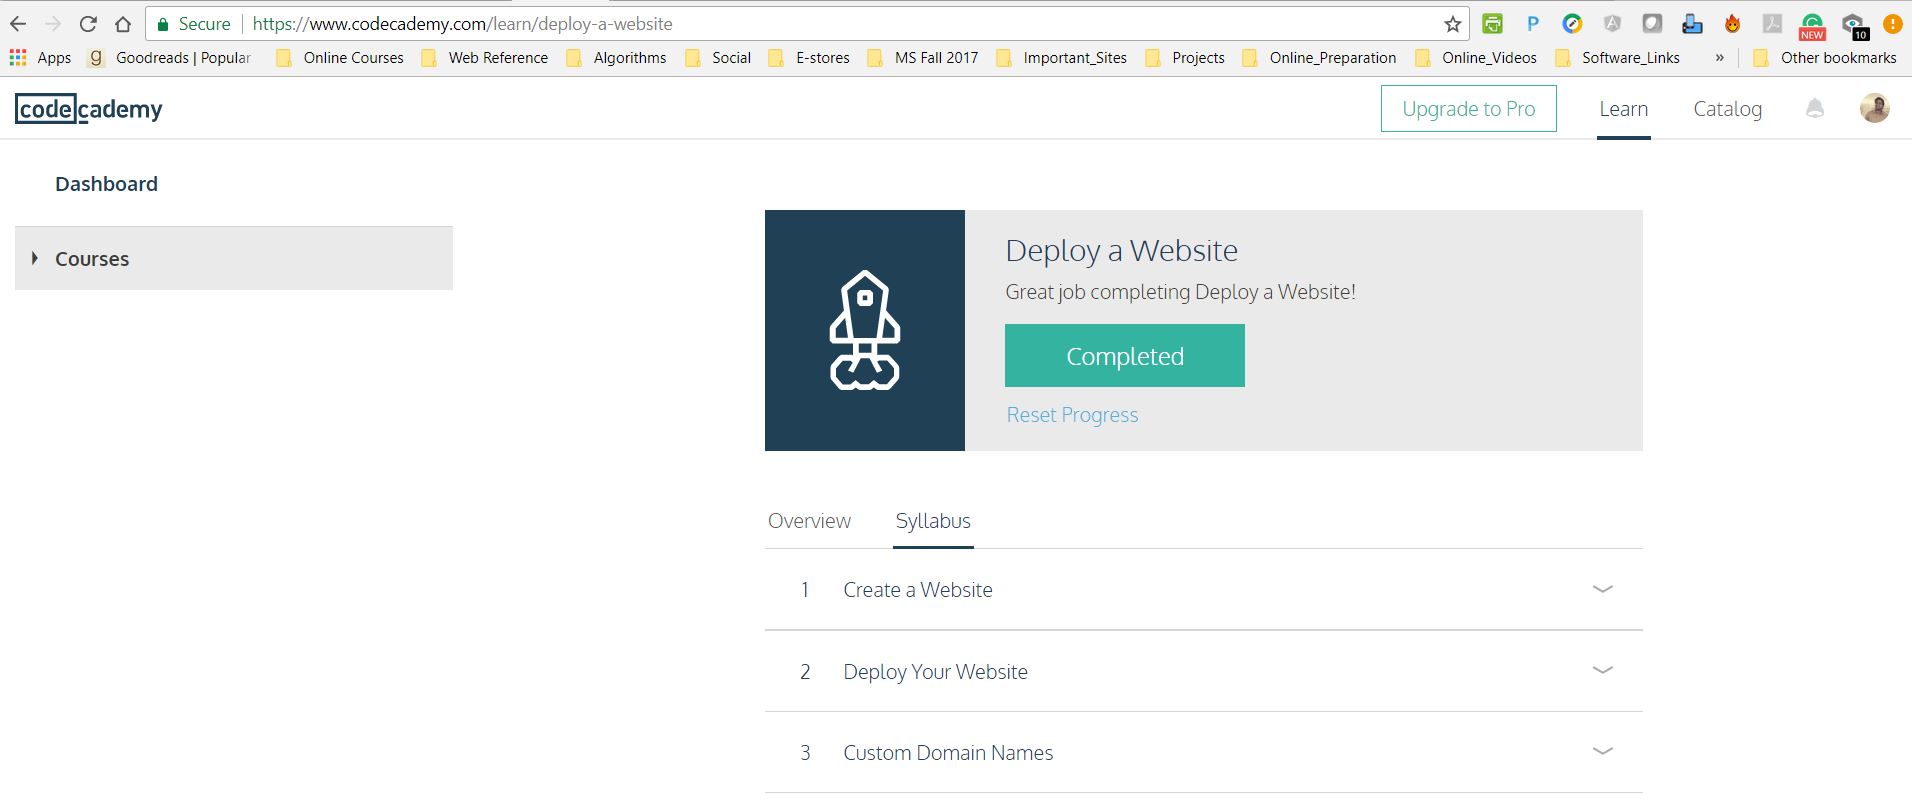 Secure https://www.codecademy.com/learn/deploy-a-website
P
NEW
10
Apps g Goodreads | Popular Online Courses Web Reference Algorithms Social E-stores MS Fall 2017 Important_Sites Projects Online_Preparation Online_Videos Software_Links » Other bookmarks
codecademy Upgrade to Pro Learn Catalog
Dashboard
Courses
Deploy a Website
Great job completing Deploy a Website!
Completed
Reset Progress
Overview Syllabus
1 Create a Website
2 Deploy Your Website
3 Custom Domain Names